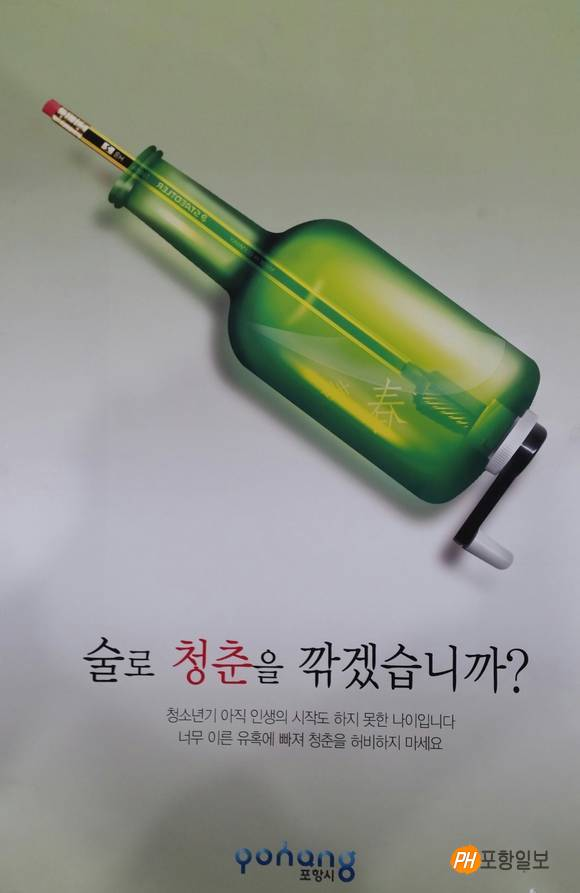 STAEDTLER
春
술로 청춘을 깎겠습니까?
청소년기 아직 인생의 시작도 하지 못한 나이입니다
너무 이른 유혹에 빠져 청춘을 허비하지 마세요
pohang
포항시
PH 포항일보